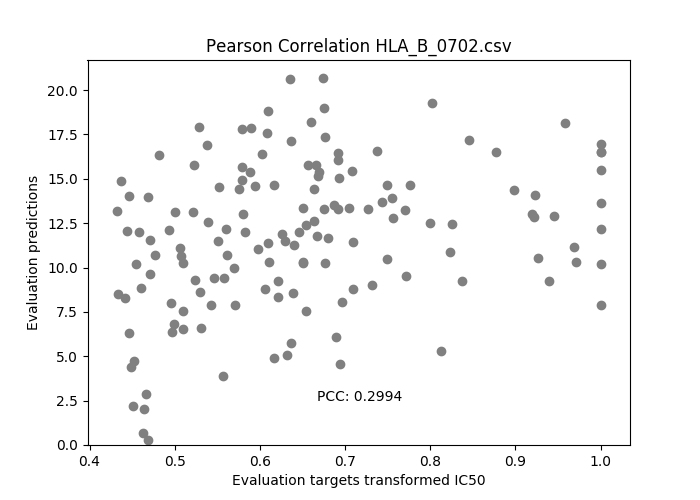 Pearson Correlation HLA_B_0702.csv
20.0
17.5
15.0
12.5
10.0
7.5
5.0
2.5
0.0
Evaluation predictions
PCC: 0.2994
0.4 0.5 0.6 0.7 0.8 0.9 1.0
Evaluation targets transformed IC50